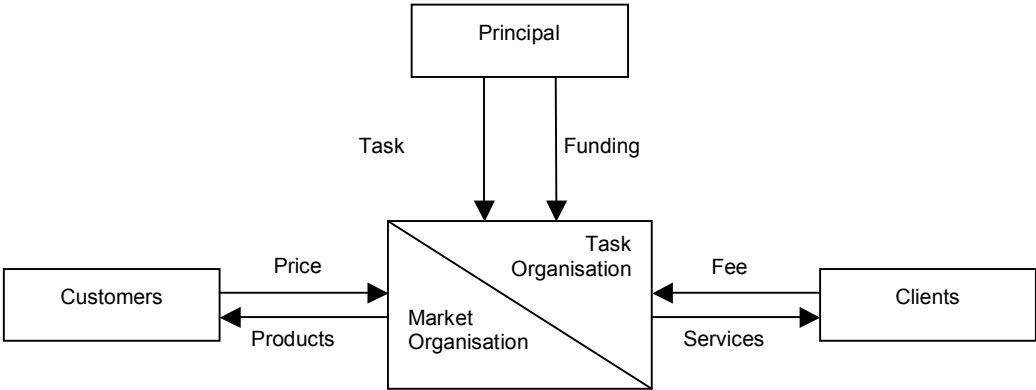 Principal
Task
Funding
Task
Organisation
Price
Fee
Customers
Clients
Market
Organisation
Products
Services